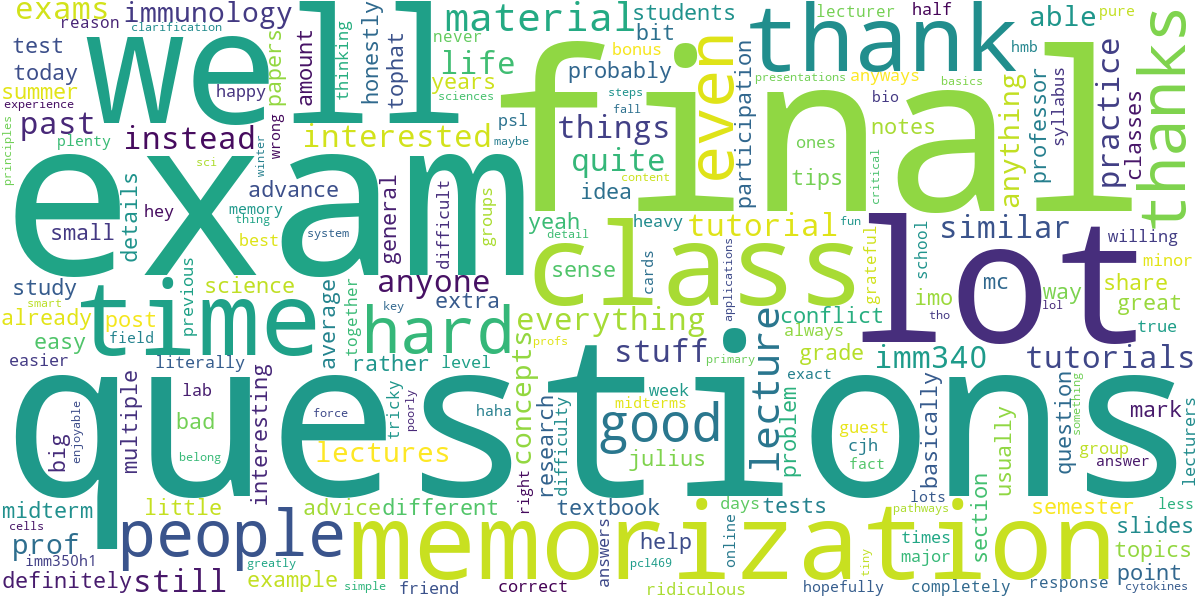 exams
reason
immunology
clarification
material
students
lecturer
half
pure
able
bit
never
bonus
thank
hmb
thanks
test
today
summer
experience
happy
well
papers
amount
thinking
honestly
tophat
life
years
sciences
final
probably
steps
fall
even
participation
presentations
anyways
basics
bio
syllabus
professor
anything
practice
classes
past
plenty
principles
instead
sci
winter
wrong
interested
psl
maybe
things
quite
content
idea
ones
tips
notes
critical
exam
details
hey
small
memory
thing
best
system
advance
general
difficult
groups
yeah
detail
heavy
tutorial
fun
similar
willing
minor
study
science
previous
anyone
key
extra
class
sense
cards
applications
grateful
school
lot
imo
mc
way
share
great
true
lol
tho
smart
already
post
field
time
easy
average
together
hard
everything
profs
conflict
always
easier
literally
rather
level
concepts
stuff
primary
lecture
grade
exact
imm340
tutorials
questions
big
enjoyable
multiple
lab
bad
belong
interesting
force
tricky
poorly
haha
lectures
research
difficulty
week
midterms
good
julius
problem
guest
cjh
fact
basically
usually
question
something
group
mark
answer
lecturers
midterm
little
advice
different
right
textbook
days
tests
lots
pathways
section
semester
less
cells
prof
imm350h1
people
memorization
answers
help
online
pcl469
tiny
times
major
slides
topics
point
definitely
still
greatly
example
simple
friend
correct
ridiculous
hopefully
completely
response
cytokines